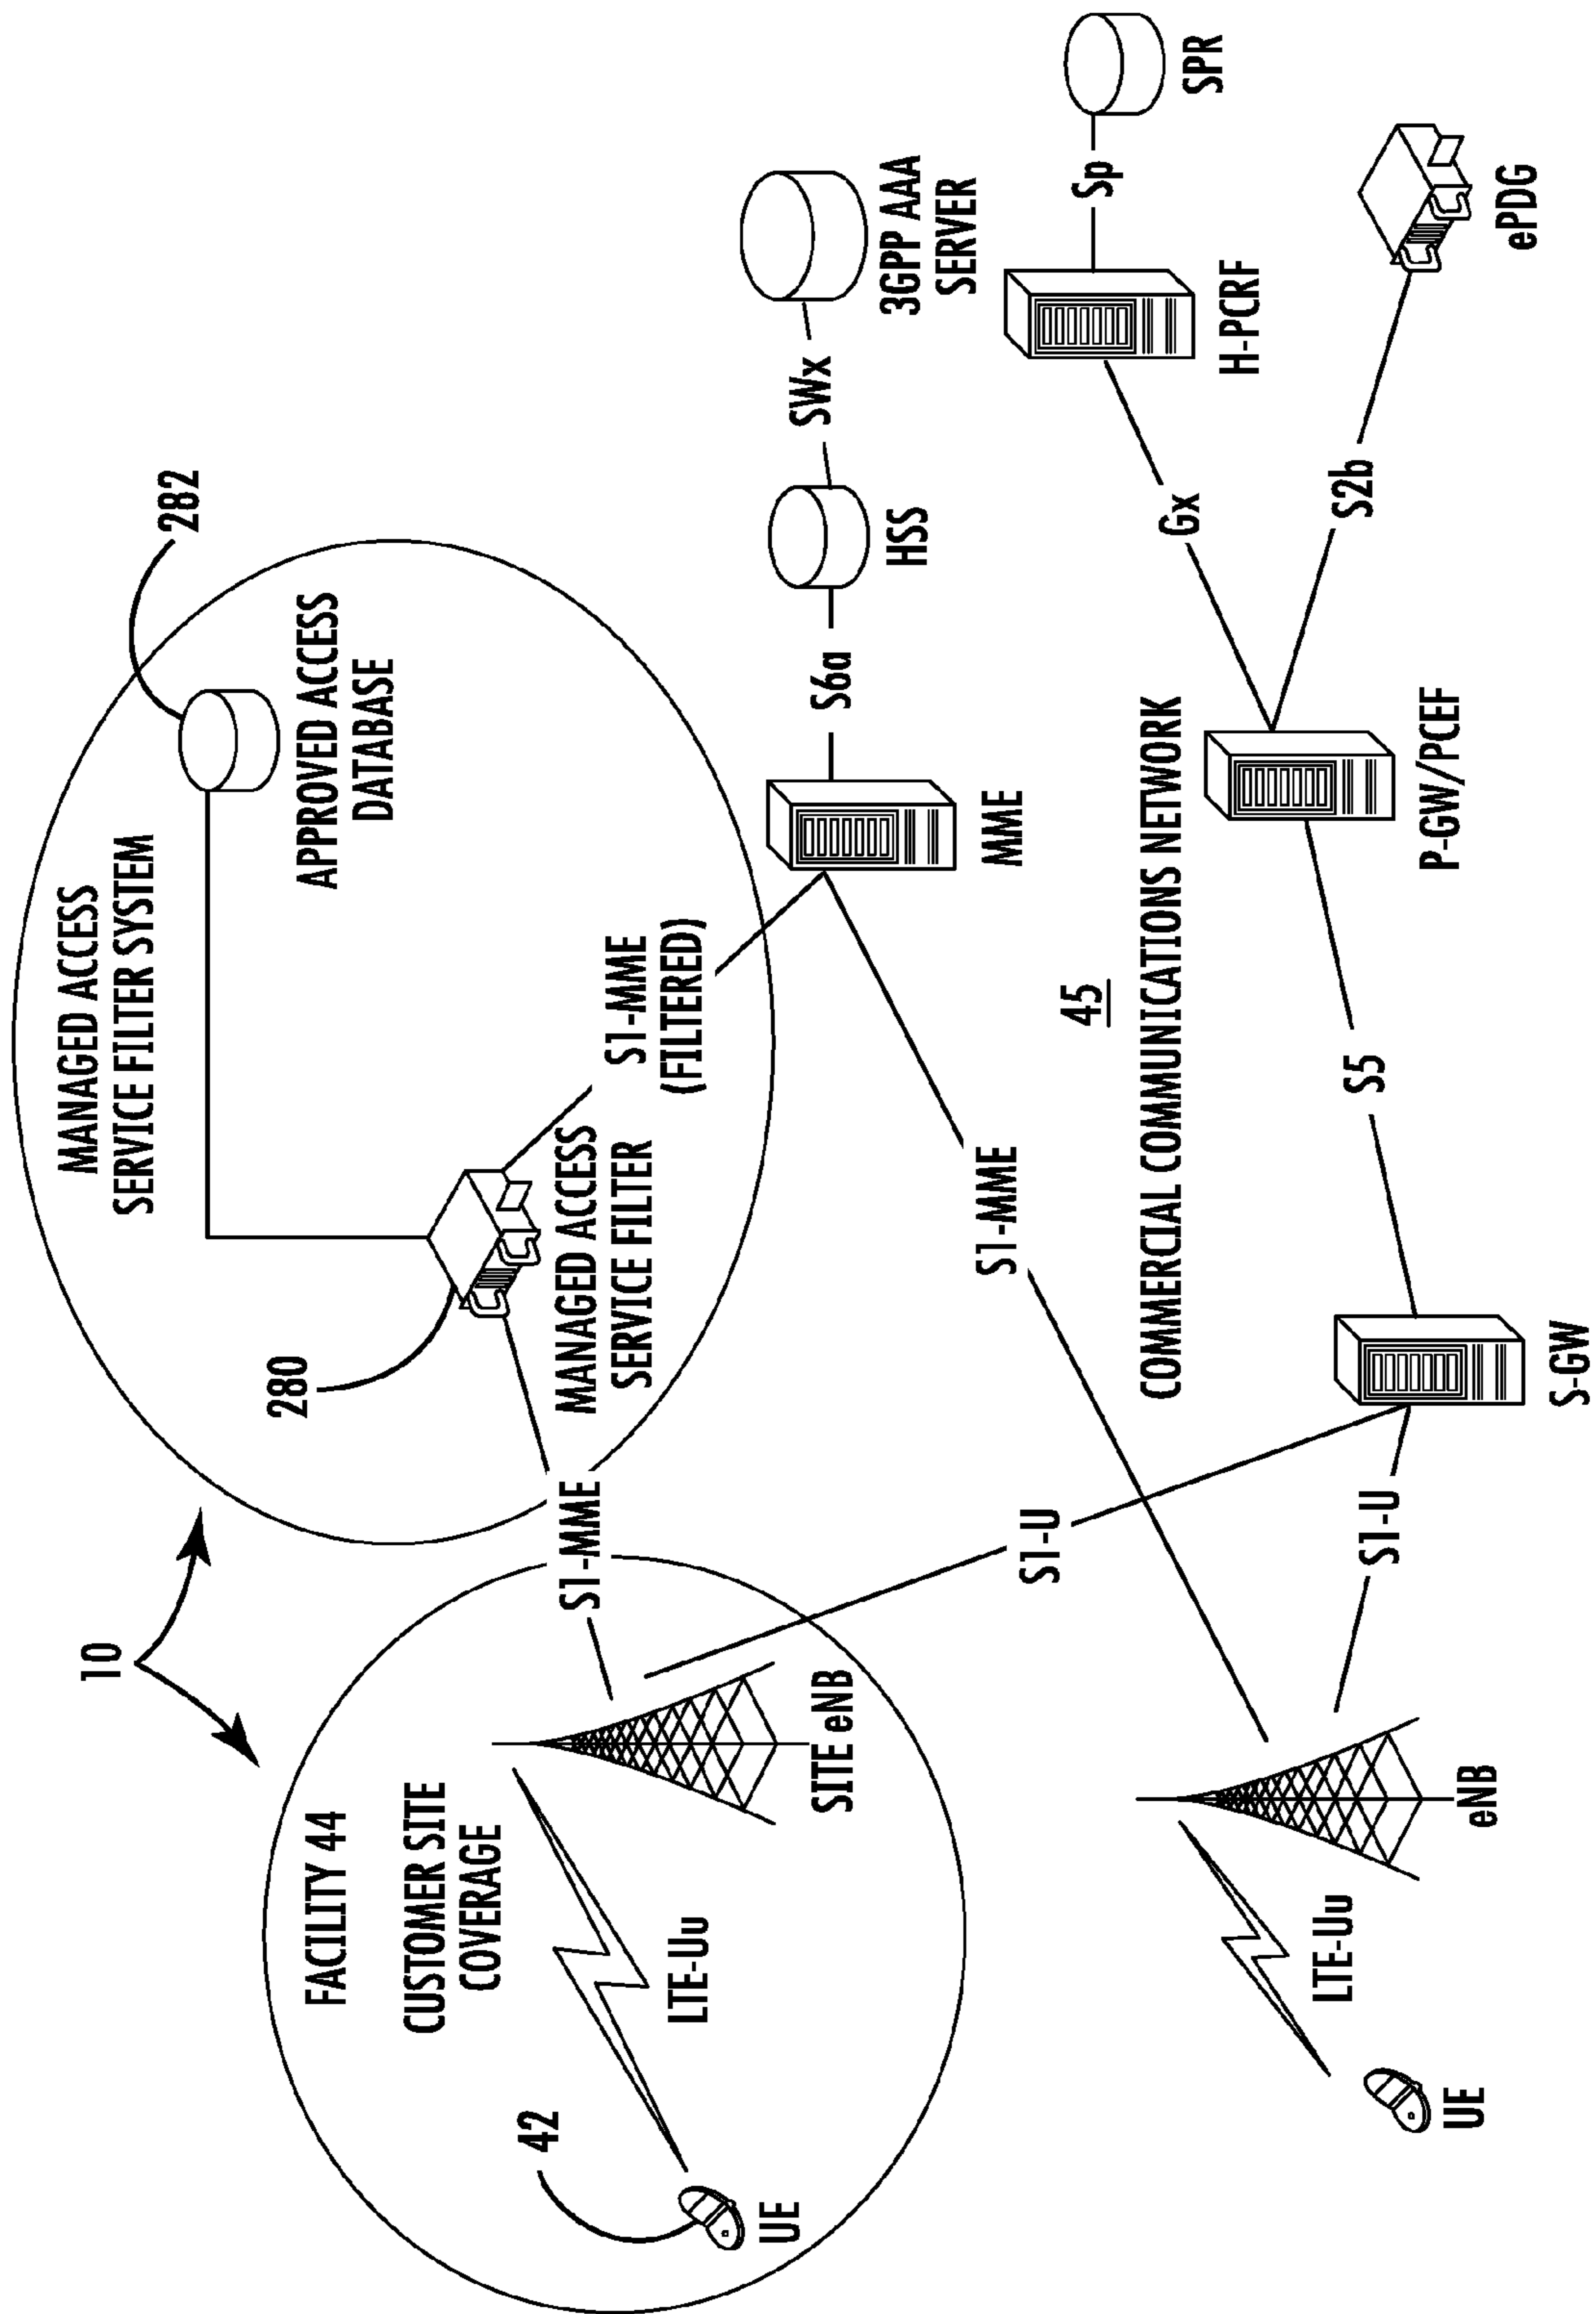 10
MANAGED ACCESS
SERVICE FILTER SYSTEM
282
APPROVED ACCESS
DATABASE
280
MANAGED ACCESS
SERVICE FILTER
S1-MME
S1-MME
(FILTERED)
FACILITY 44
CUSTOMER SITE
COVERAGE
42
UE
LTE-Uu
SITE eNB
MME
S6a
HSS
SWx
3GPP AAA
SERVER
S1-MME
S1-U
45
COMMERCIAL COMMUNICATIONS NETWORK
UE
LTE-Uu
eNB
S1-U
S-GW
S5
P-GW/PCEF
Gx
H-PCRF
Sp
SPR
S2b
ePDG